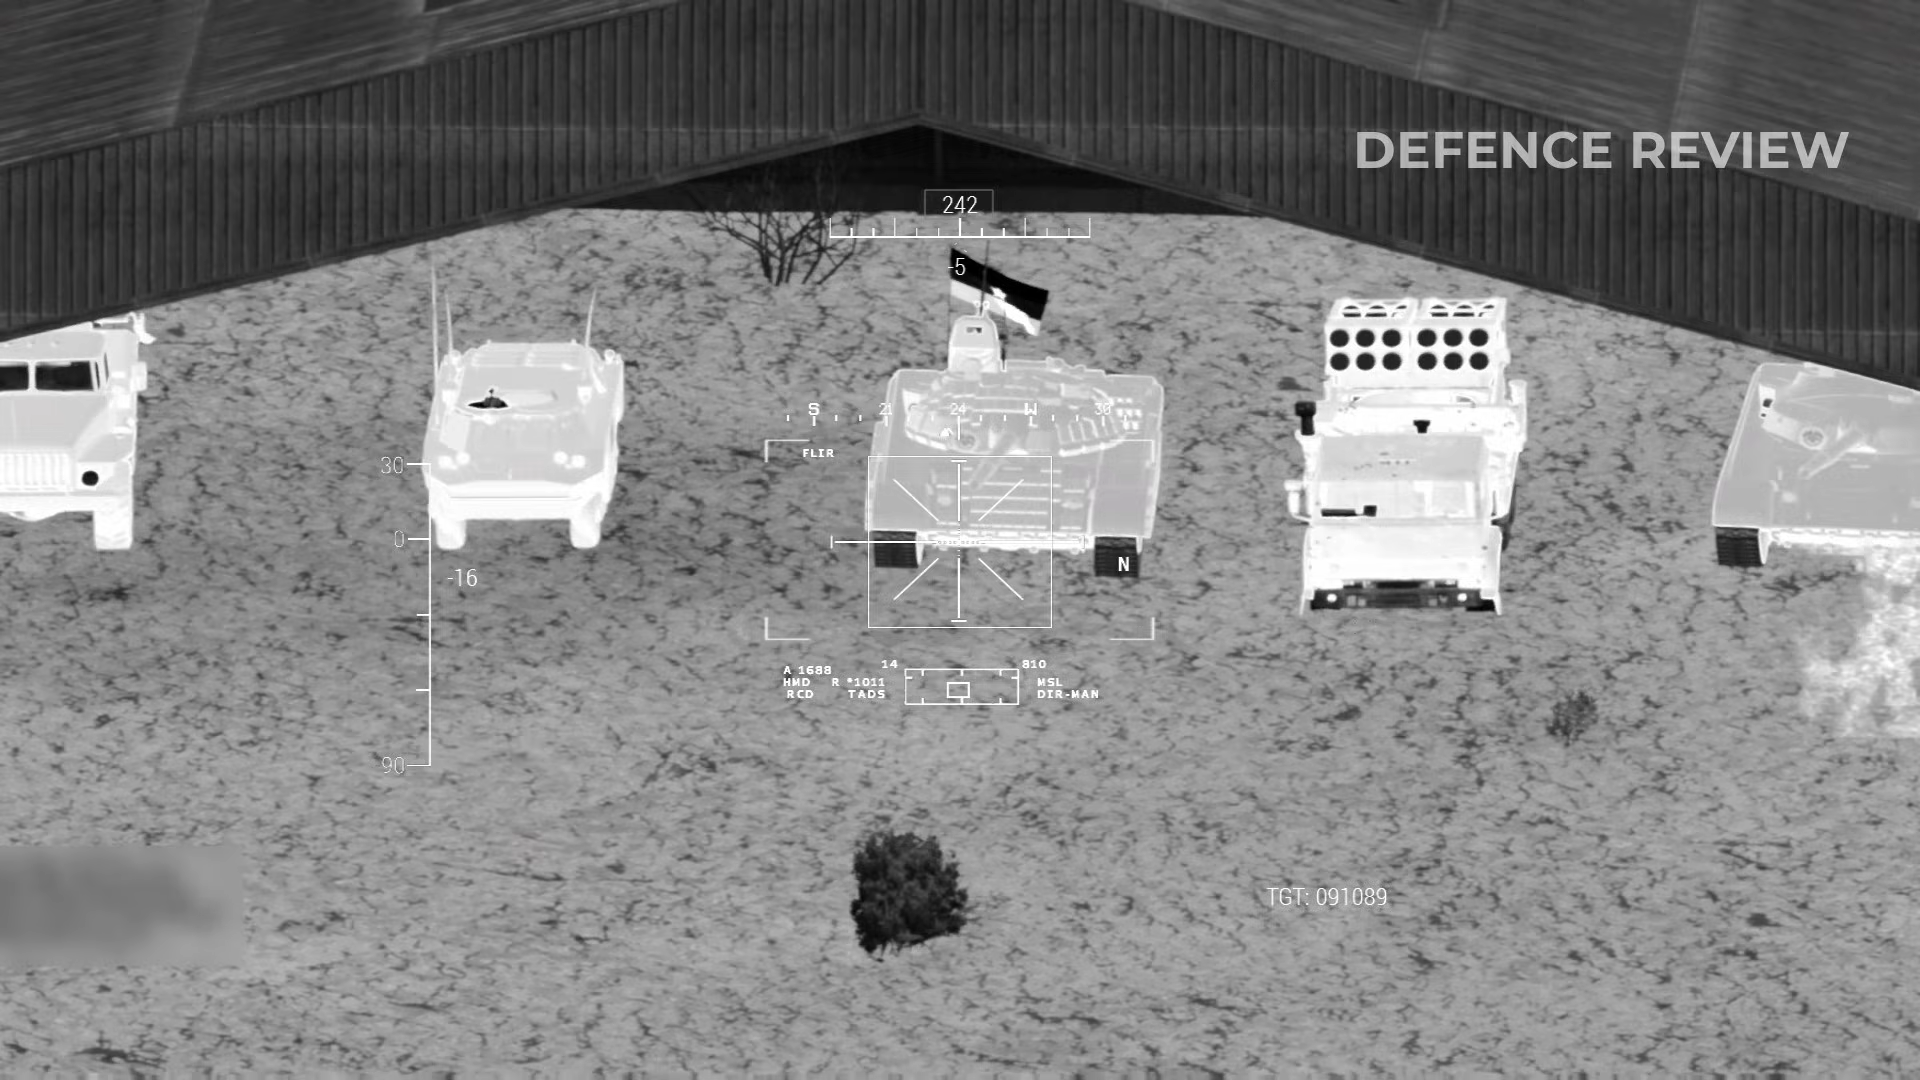 DEFENCE REVIEW
242
-5
S 21 24 W 30
FLIR
30
0
-16
N
90
14 810
A 1688
HMD R *1011 MSL
RCD TADS DIR-MAN
TGT: 091089